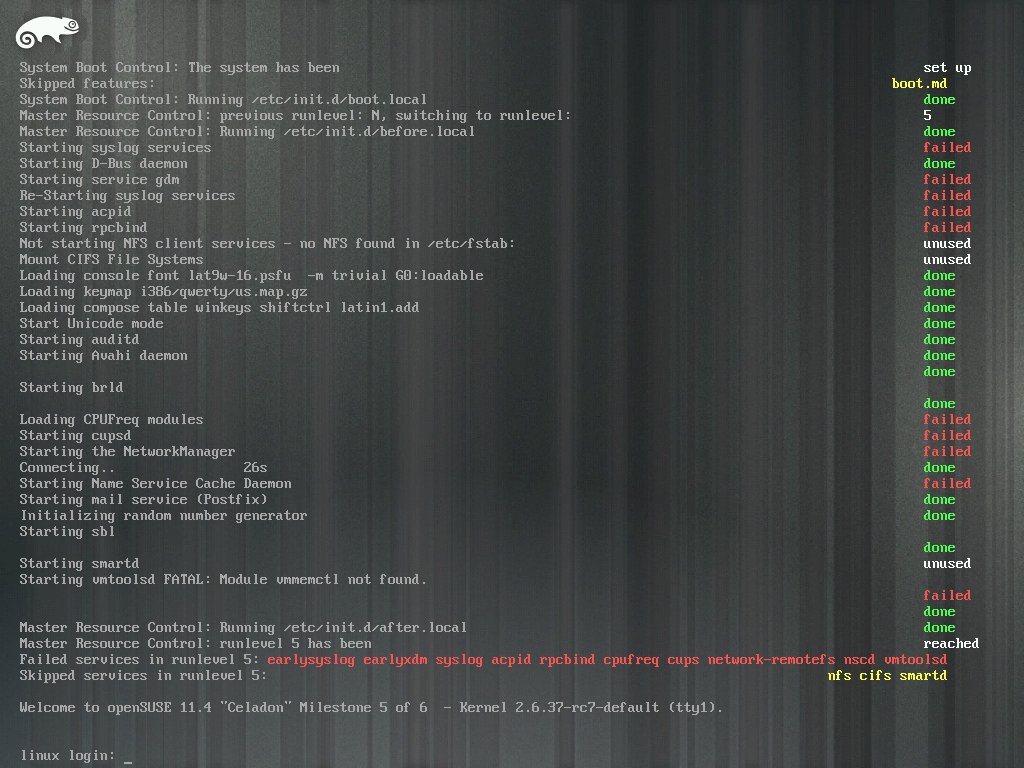 System Boot Control: The system has been set up
Skipped features: boot.md
System Boot Control: Running /etc/init.d/boot.local done
Master Resource Control: previous runlevel: N, switching to runlevel: 5
Master Resource Control: Running /etc/init.d/before.local done
Starting syslog services failed
Starting D-Bus daemon done
Starting service gdm failed
Re-Starting syslog services failed
Starting acpid failed
Starting rpcbind failed
Not starting NFS client services - no NFS found in /etc/fstab: unused
Mount CIFS File Systems unused
Loading console font lat9w-16.psfu  -m trivial G0:loadable done
Loading keymap i386/qwerty/us.map.gz done
Loading compose table winkeys shiftctrl latin1.add done
Start Unicode mode done
Starting auditd done
Starting Avahi daemon done
done
Starting brld
done
Loading CPUFreq modules failed
Starting cupsd failed
Starting the NetworkManager failed
Connecting.. 26s done
Starting Name Service Cache Daemon failed
Starting mail service (Postfix) done
Initializing random number generator done
Starting sbl
done
Starting smartd unused
Starting vmtoolsd FATAL: Module vmmemctl not found.
failed
done
Master Resource Control: Running /etc/init.d/after.local done
Master Resource Control: runlevel 5 has been reached
Failed services in runlevel 5: earlysyslog earlyxdm syslog acpid rpcbind cpufreq cups network-remotefs nscd vmtoolsd
Skipped services in runlevel 5: nfs cifs smartd
Welcome to openSUSE 11.4 "Celadon" Milestone 5 of 6  - Kernel 2.6.37-rc7-default (tty1).
linux login: _